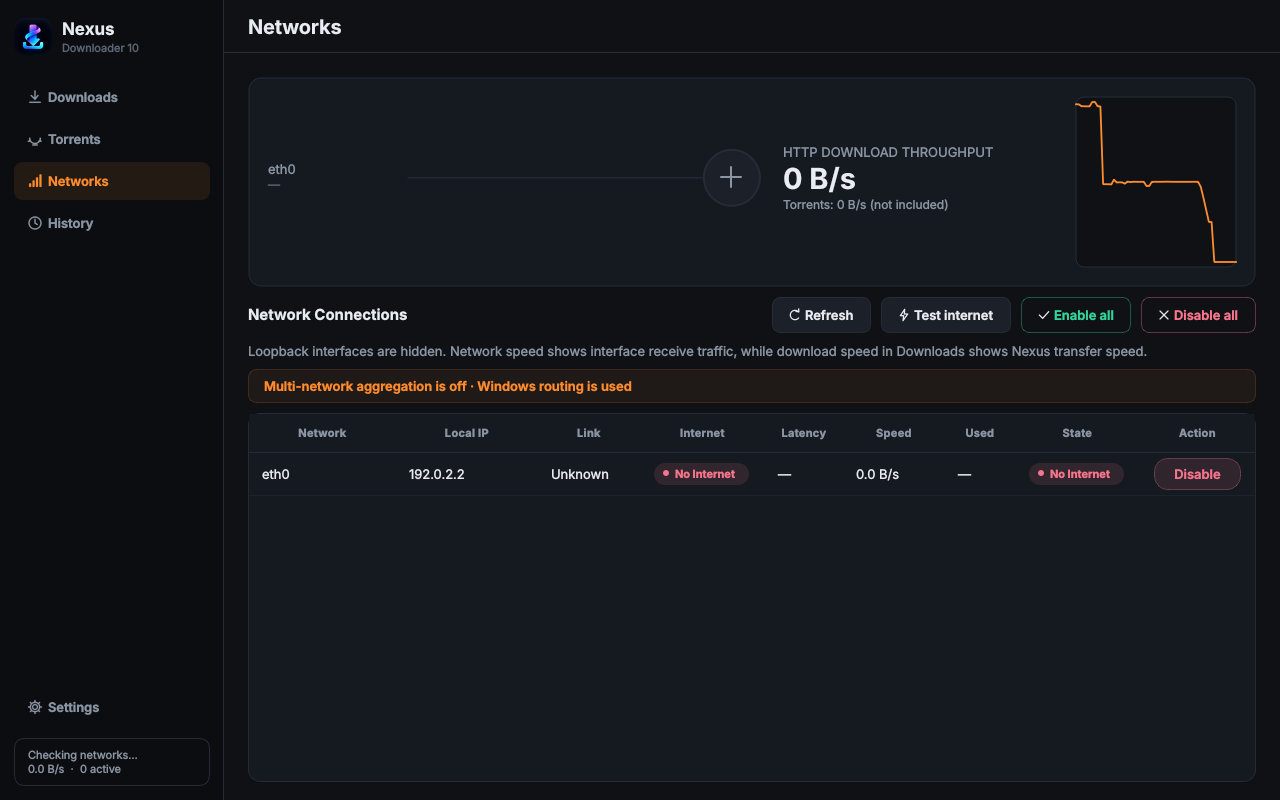 Nexus
Downloader 10
Downloads
Torrents
Networks
History
Settings
Checking networks...
0.0 B/s · 0 active
Networks
eth0
—
HTTP DOWNLOAD THROUGHPUT
0 B/s
Torrents: 0 B/s (not included)
Network Connections
Refresh
Test internet
Enable all
Disable all
Loopback interfaces are hidden. Network speed shows interface receive traffic, while download speed in Downloads shows Nexus transfer speed.
Multi-network aggregation is off · Windows routing is used
Network Local IP Link Internet Latency Speed Used State Action
eth0 192.0.2.2 Unknown No Internet — 0.0 B/s — No Internet Disable